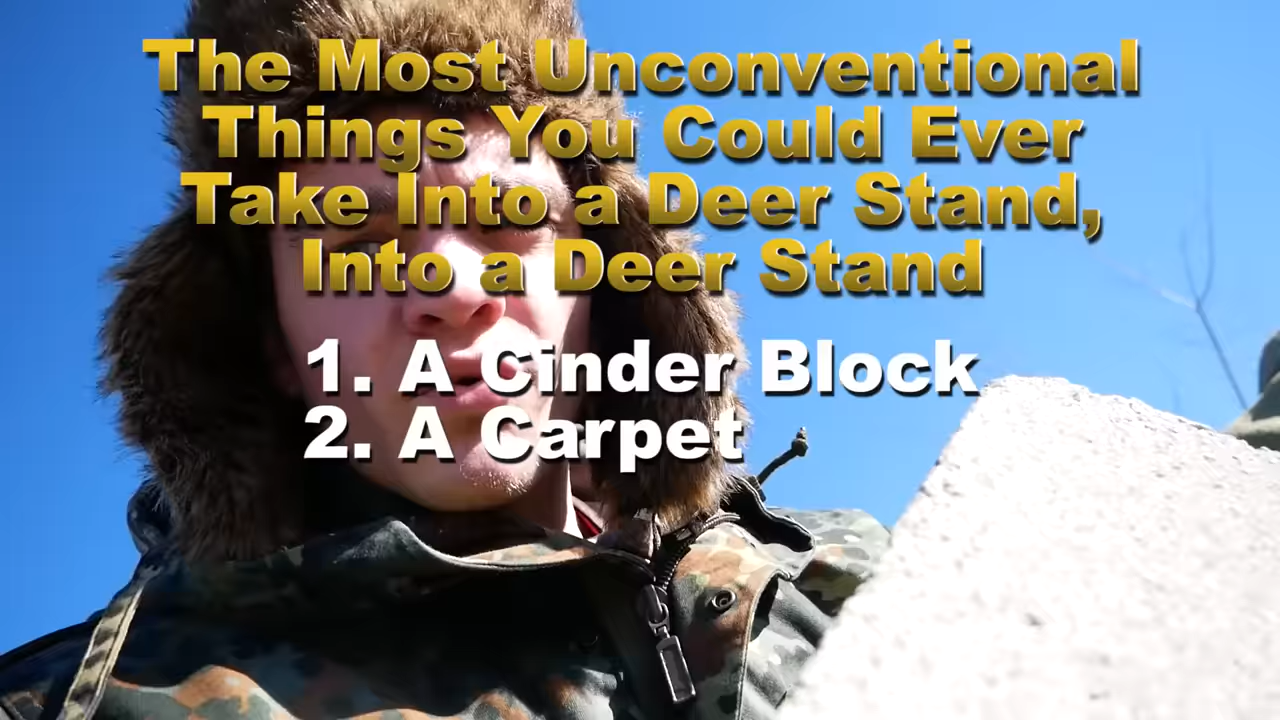 The Most Unconventional
Things You Could Ever
Take Into a Deer Stand,
Into a Deer Stand
1. A Cinder Block
2. A Carpet